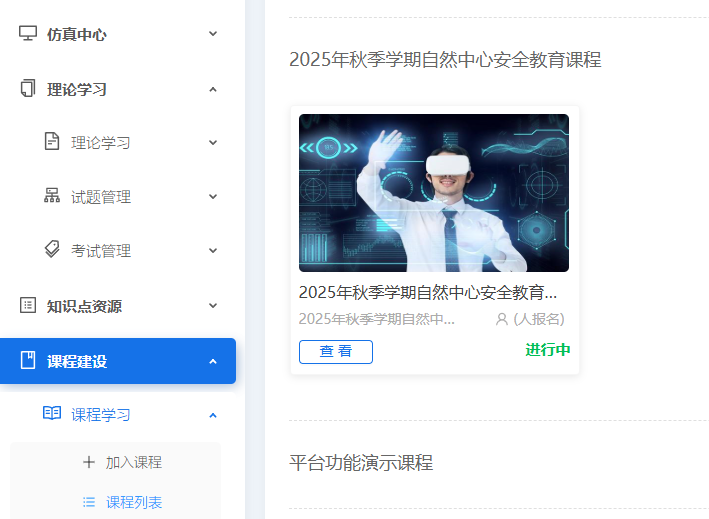 仿真中心
理论学习
理论学习
试题管理
考试管理
知识点资源
课程建设
课程学习
加入课程
课程列表
2025年秋季学期自然中心安全教育课程
2025年秋季学期自然中心安全教育...
2025年秋季学期自然中...
(人报名)
查 看
进行中
平台功能演示课程